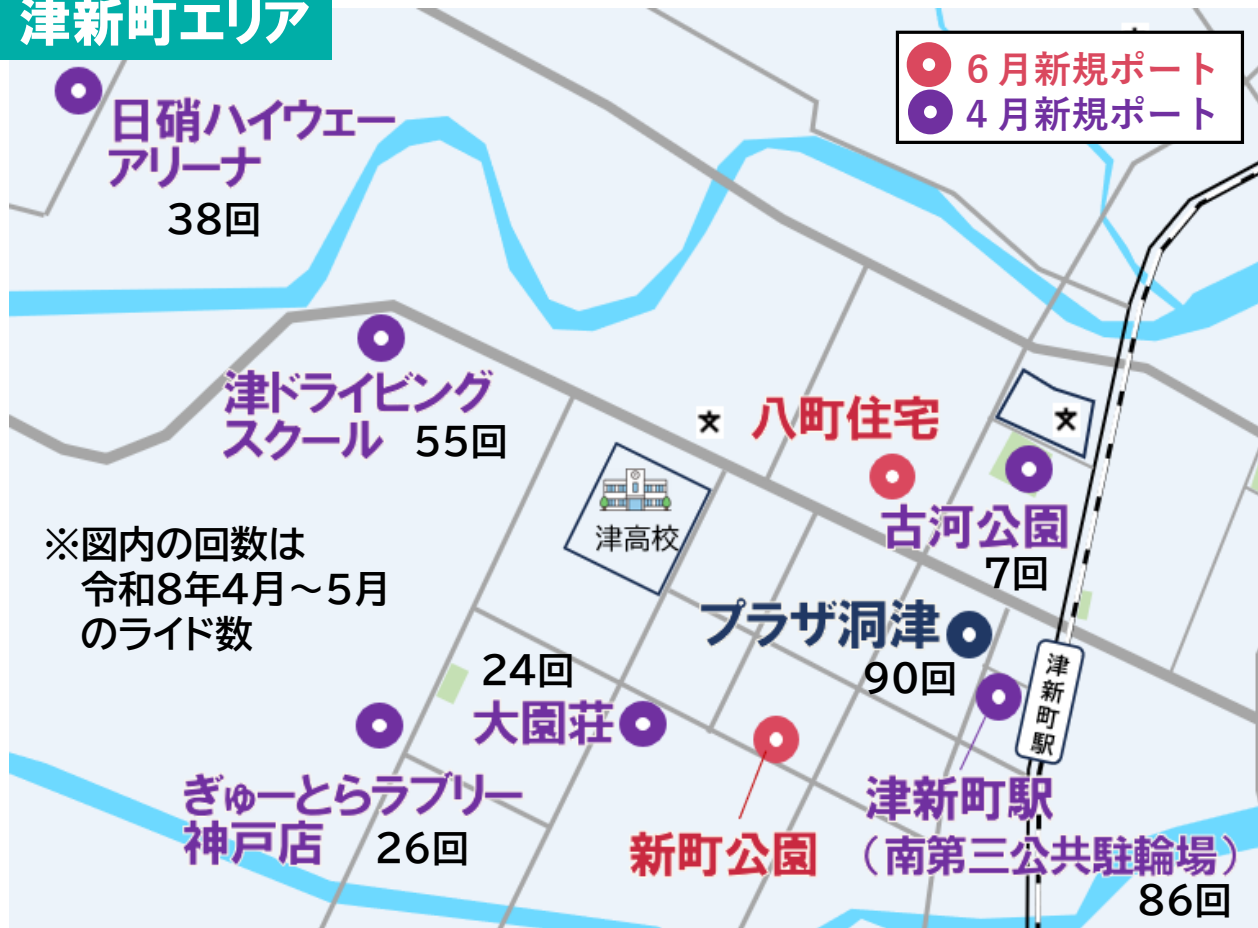 津新町エリア
6月新規ポート
4月新規ポート
日硝ハイウェー
アリーナ
38回
津ドライビング
スクール 55回
八町住宅
津高校
古河公園
7回
※図内の回数は
令和8年4月～5月
のライド数
プラザ洞津
90回
津新町駅
24回
大園荘
ぎゅーとらラブリー
神戸店 26回
新町公園
津新町駅
（南第三公共駐輪場）
86回